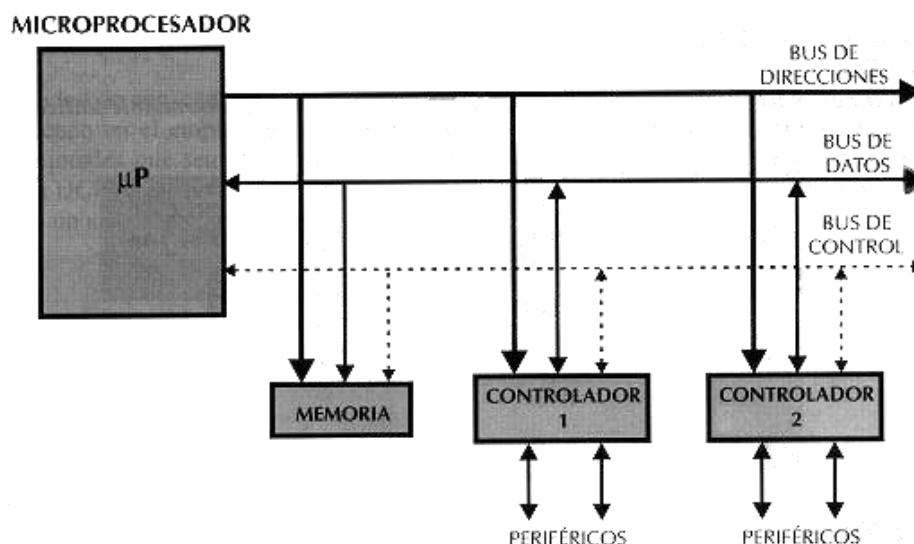 MICROPROCESADOR
BUS DE
DIRECCIONES
µP
BUS DE
DATOS
BUS DE
CONTROL
MEMORIA
CONTROLADOR
1
CONTROLADOR
2
PERIFÉRICOS
PERIFÉRICOS